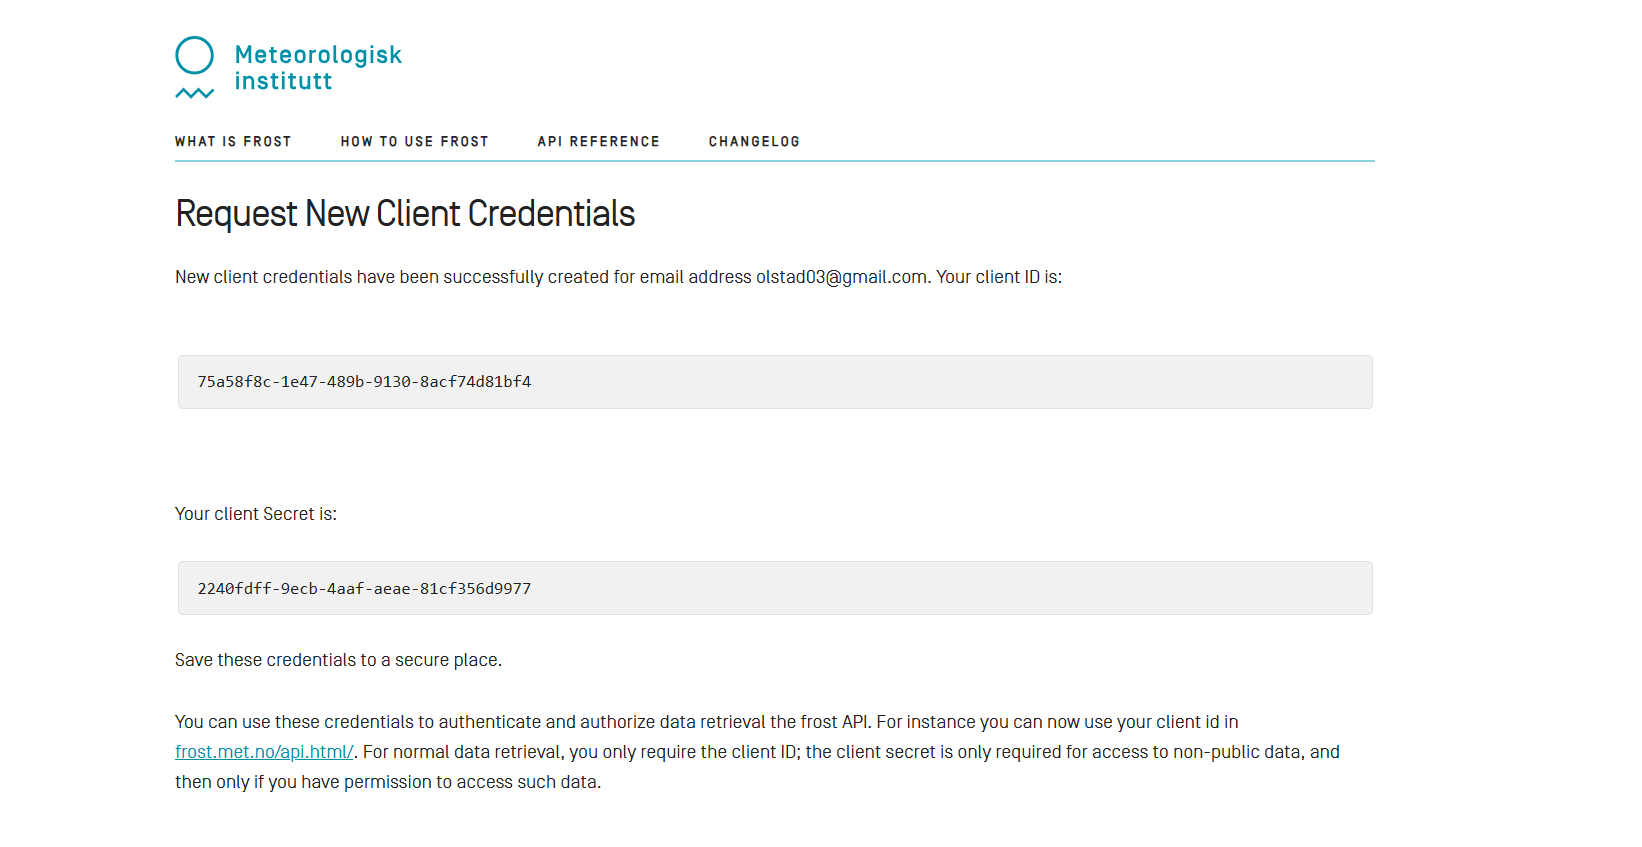 Meteorologisk
institutt
WHAT IS FROST
HOW TO USE FROST
API REFERENCE
CHANGELOG
Request New Client Credentials
New client credentials have been successfully created for email address olstad03@gmail.com. Your client ID is:
75a58f8c-1e47-489b-9130-8acf74d81bf4
Your client Secret is:
2240fdff-9ecb-4aaf-aeae-81cf356d9977
Save these credentials to a secure place.
You can use these credentials to authenticate and authorize data retrieval the frost API. For instance you can now use your client id in
frost.met.no/api.html/. For normal data retrieval, you only require the client ID; the client secret is only required for access to non-public data, and
then only if you have permission to access such data.